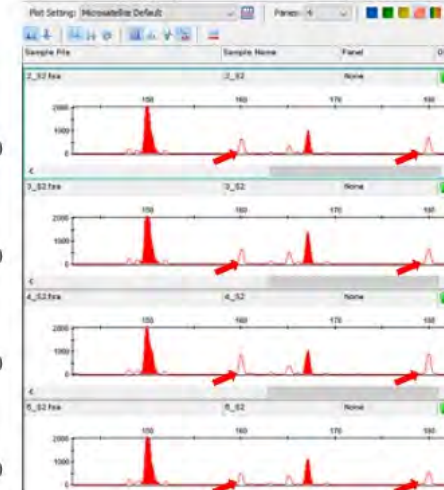 Plot Setting: Microsatellite Default Panes: 4
Sample File Sample Name Panel
2_S2.fsa 2_S2 None
150 160 170 180
2000
1000
0
3_S2.fsa 3_S2 None
150 160 170 180
2000
1000
0
4_S2.fsa 4_S2 None
150 160 170 180
2000
1000
0
5_S2.fsa 5_S2 None
150 160 170 180
2000
1000
0